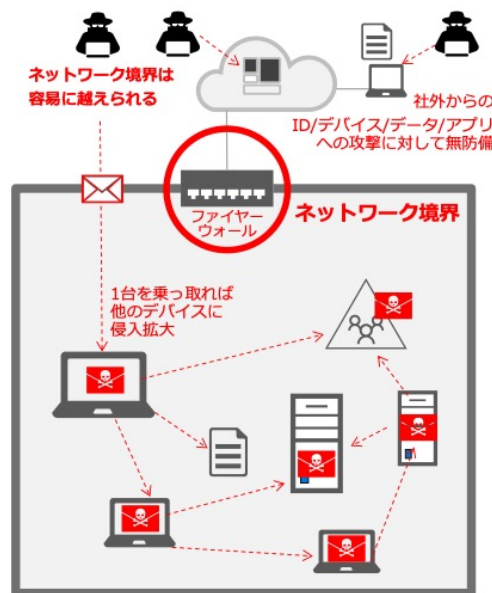 ネットワーク境界は
容易に越えられる
社外からの
ID/デバイス/データ/アプリ
への攻撃に対して無防備
ファイヤー
ウォール
ネットワーク境界
1台を乗っ取れば
他のデバイスに
侵入拡大